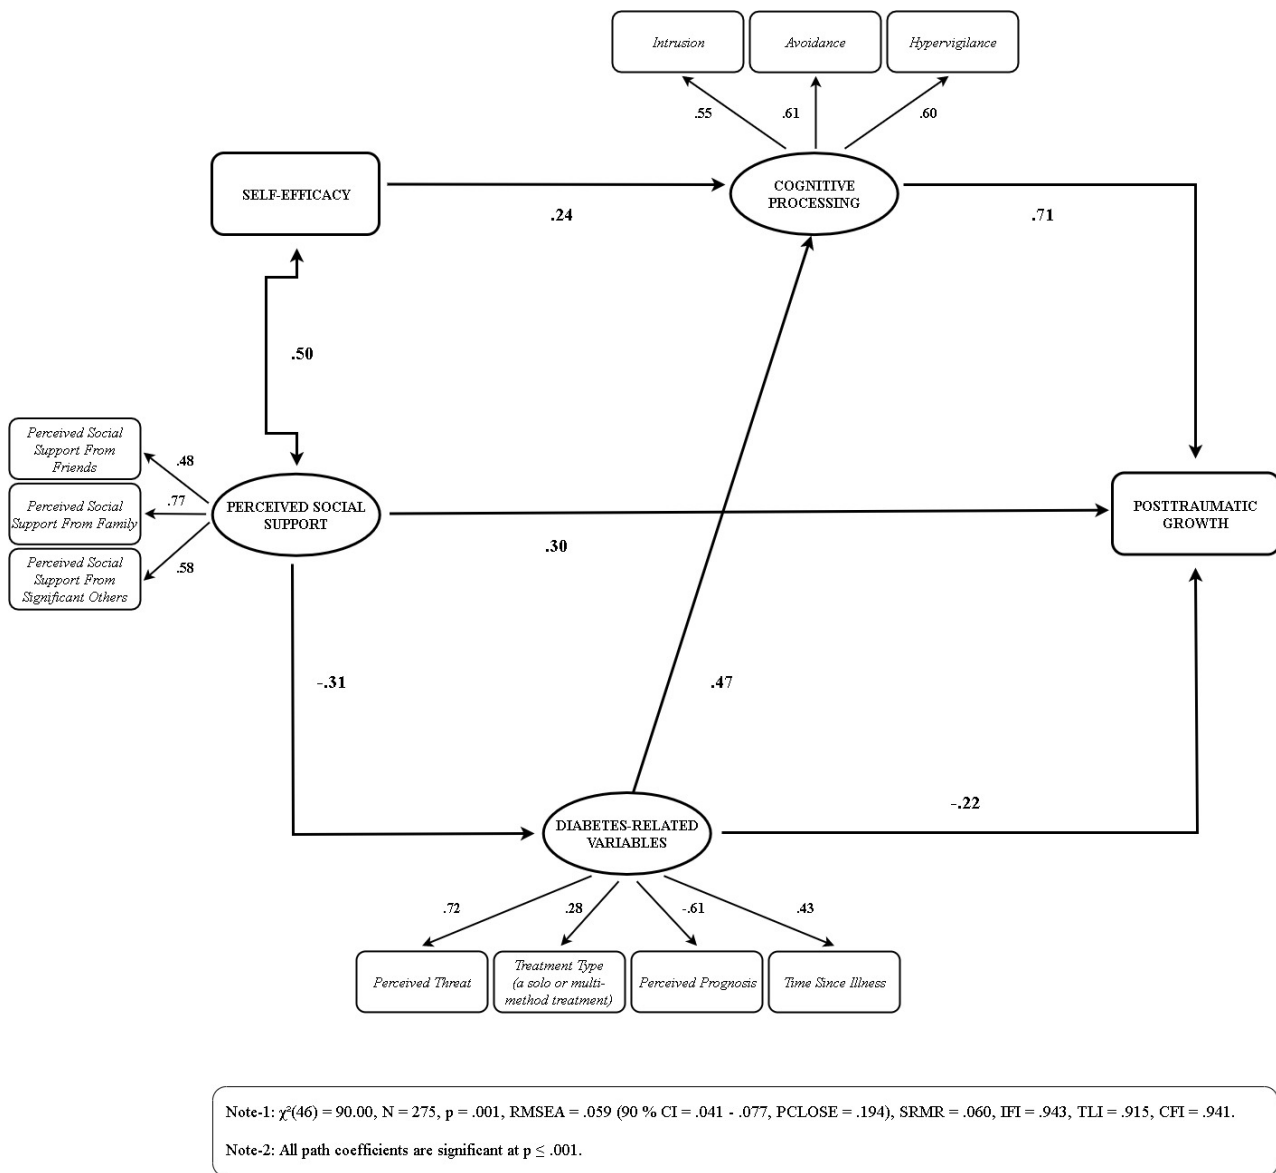 Intrusion
Avoidance
Hypervigilance
.55
.61
.60
SELF-EFFICACY
COGNITIVE
PROCESSING
.24
.71
.50
Perceived Social
Support From
Friends
.48
Perceived Social
Support From Family
.77
Perceived Social
Support From
Significant Others
.58
PERCEIVED SOCIAL
SUPPORT
.30
POSTTRAUMATIC
GROWTH
-.31
.47
-.22
DIABETES-RELATED
VARIABLES
.72
.28
-.61
.43
Perceived Threat
Treatment Type
(a solo or multi-
method treatment)
Perceived Prognosis
Time Since Illness
Note-1: χ²(46) = 90.00, N = 275, p = .001, RMSEA = .059 (90 % CI = .041 - .077, PCLOSE = .194), SRMR = .060, IFI = .943, TLI = .915, CFI = .941.
Note-2: All path coefficients are significant at p ≤ .001.